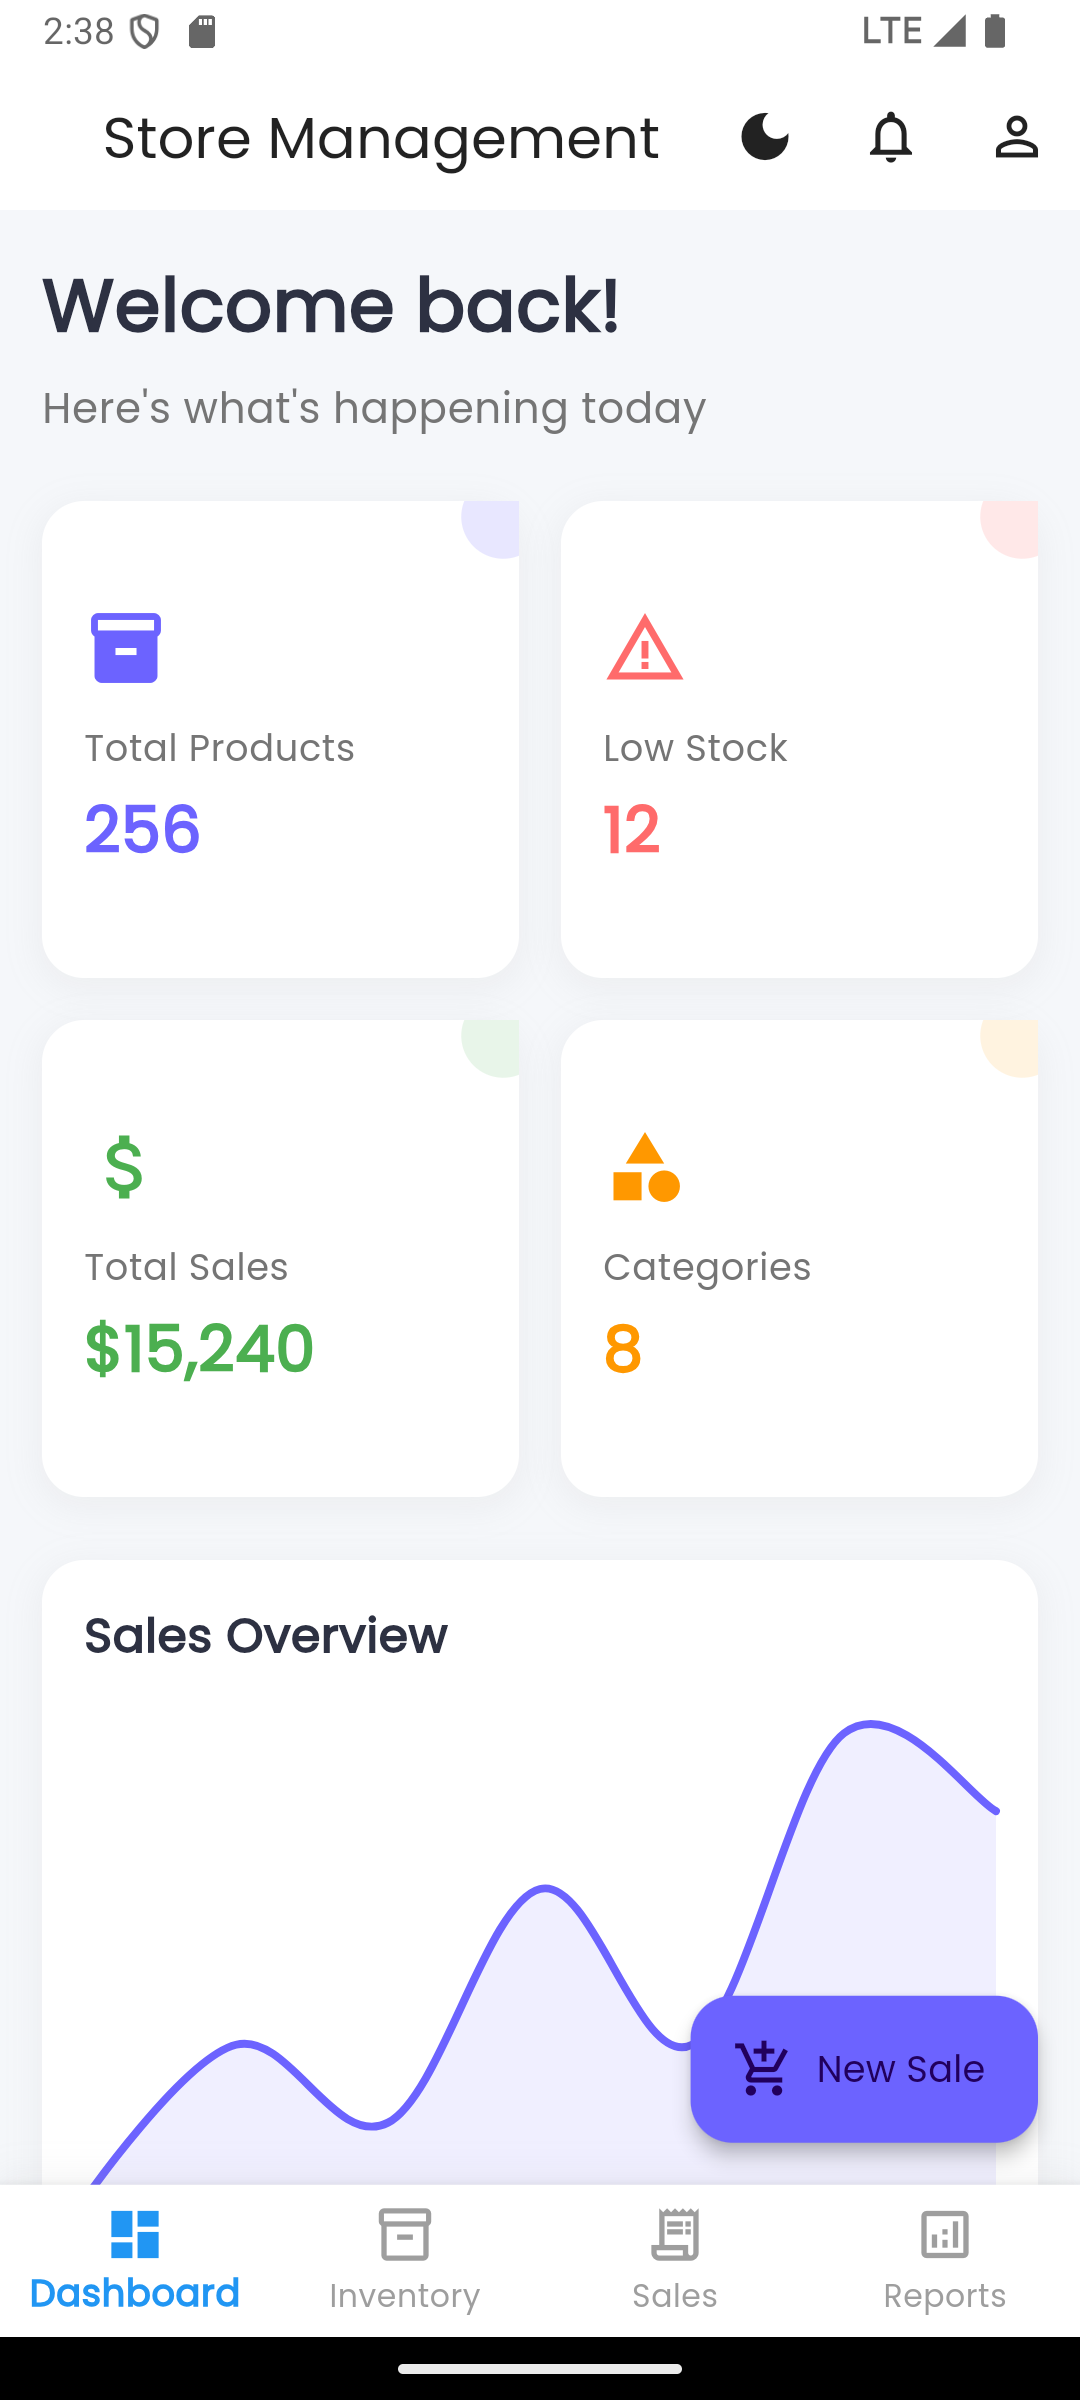 2:38
LTE
Store Management
Welcome back!
Here's what's happening today
Total Products
256
Low Stock
12
$
Total Sales
$15,240
Categories
8
Sales Overview
New Sale
Dashboard
Inventory
Sales
Reports